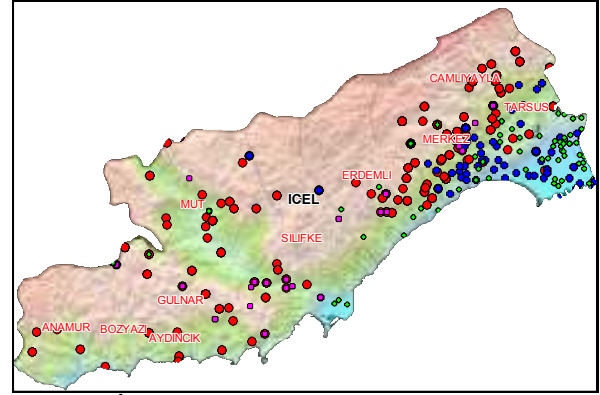 CAMLIYAYLA
TARSUS
MERKEZ
ERDEMLI
ICEL
MUT
SILIFKE
GULNAR
ANAMUR
BOZYAZI
AYDINCIK